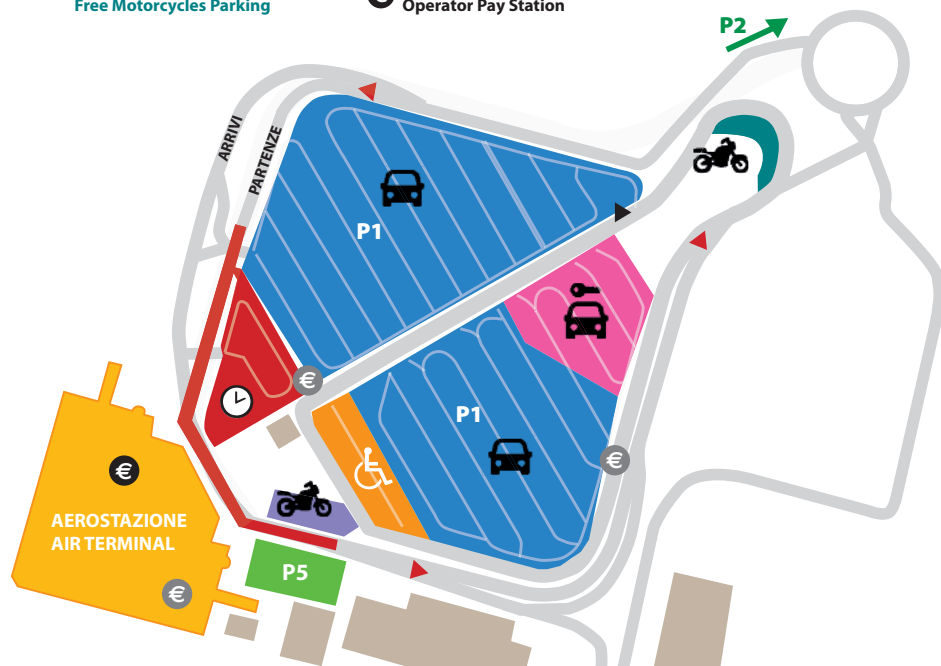 Free Motorcycles Parking
Operator Pay Station
P2
ARRIVI
PARTENZE
P1
€
P1
€
€
AEROSTAZIONE
AIR TERMINAL
P5
€